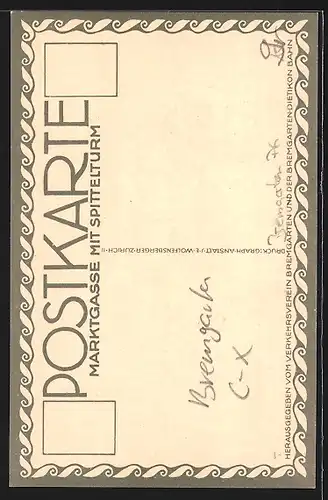 POSTKARTE
MARKTGASSE MIT SPITTELTURM
DRUCK: GRAPH·ANSTALT·J·E·WOLFENSBERGER·ZÜRICH·II
Bremgarten
C-X
HERAUSGEGEBEN VOM VERKEHRSVEREIN BREMGARTEN UND DER BREMGARTEN-DIETIKON BAHN